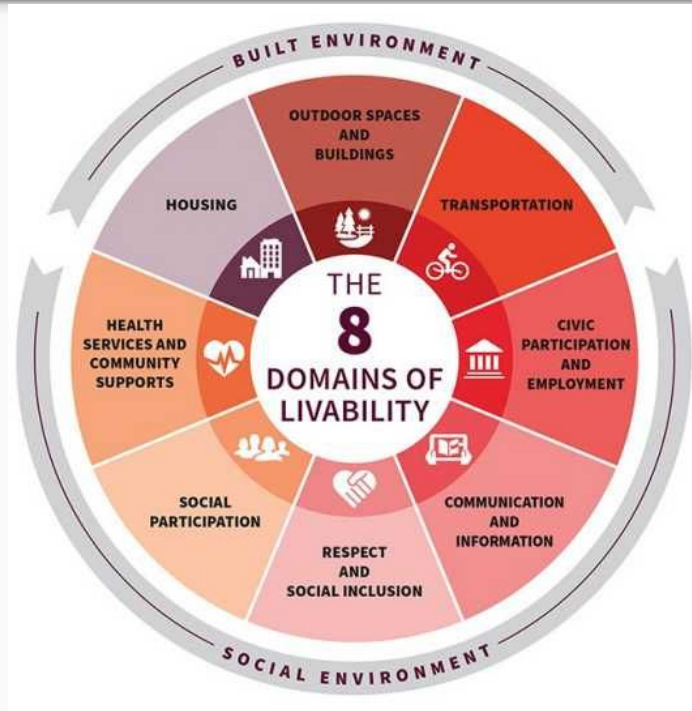 BUILT ENVIRONMENT
OUTDOOR SPACES
AND
BUILDINGS
HOUSING
TRANSPORTATION
THE
8
DOMAINS OF
LIVABILITY
HEALTH
SERVICES AND
COMMUNITY
SUPPORTS
CIVIC
PARTICIPATION
AND
EMPLOYMENT
SOCIAL
PARTICIPATION
COMMUNICATION
AND
INFORMATION
RESPECT
AND
SOCIAL INCLUSION
SOCIAL ENVIRONMENT